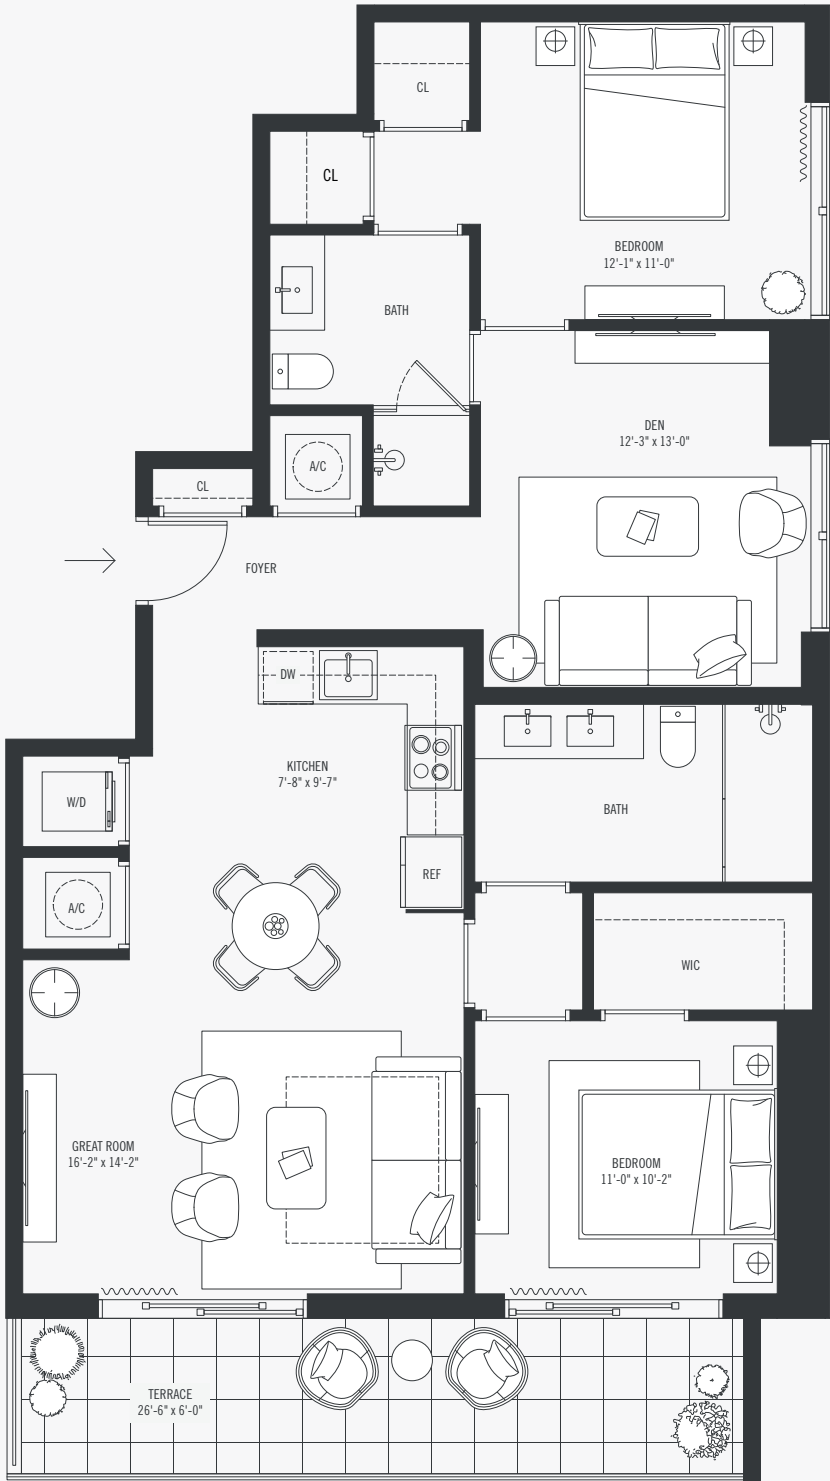 CL
CL
BEDROOM
12'-1" x 11'-0"
BATH
DEN
12'-3" x 13'-0"
A/C
CL
FOYER
DW
KITCHEN
7'-8" x 9'-7"
W/D
BATH
REF
A/C
WIC
GREAT ROOM
16'-2" x 14'-2"
BEDROOM
11'-0" x 10'-2"
TERRACE
26'-6" x 6'-0"